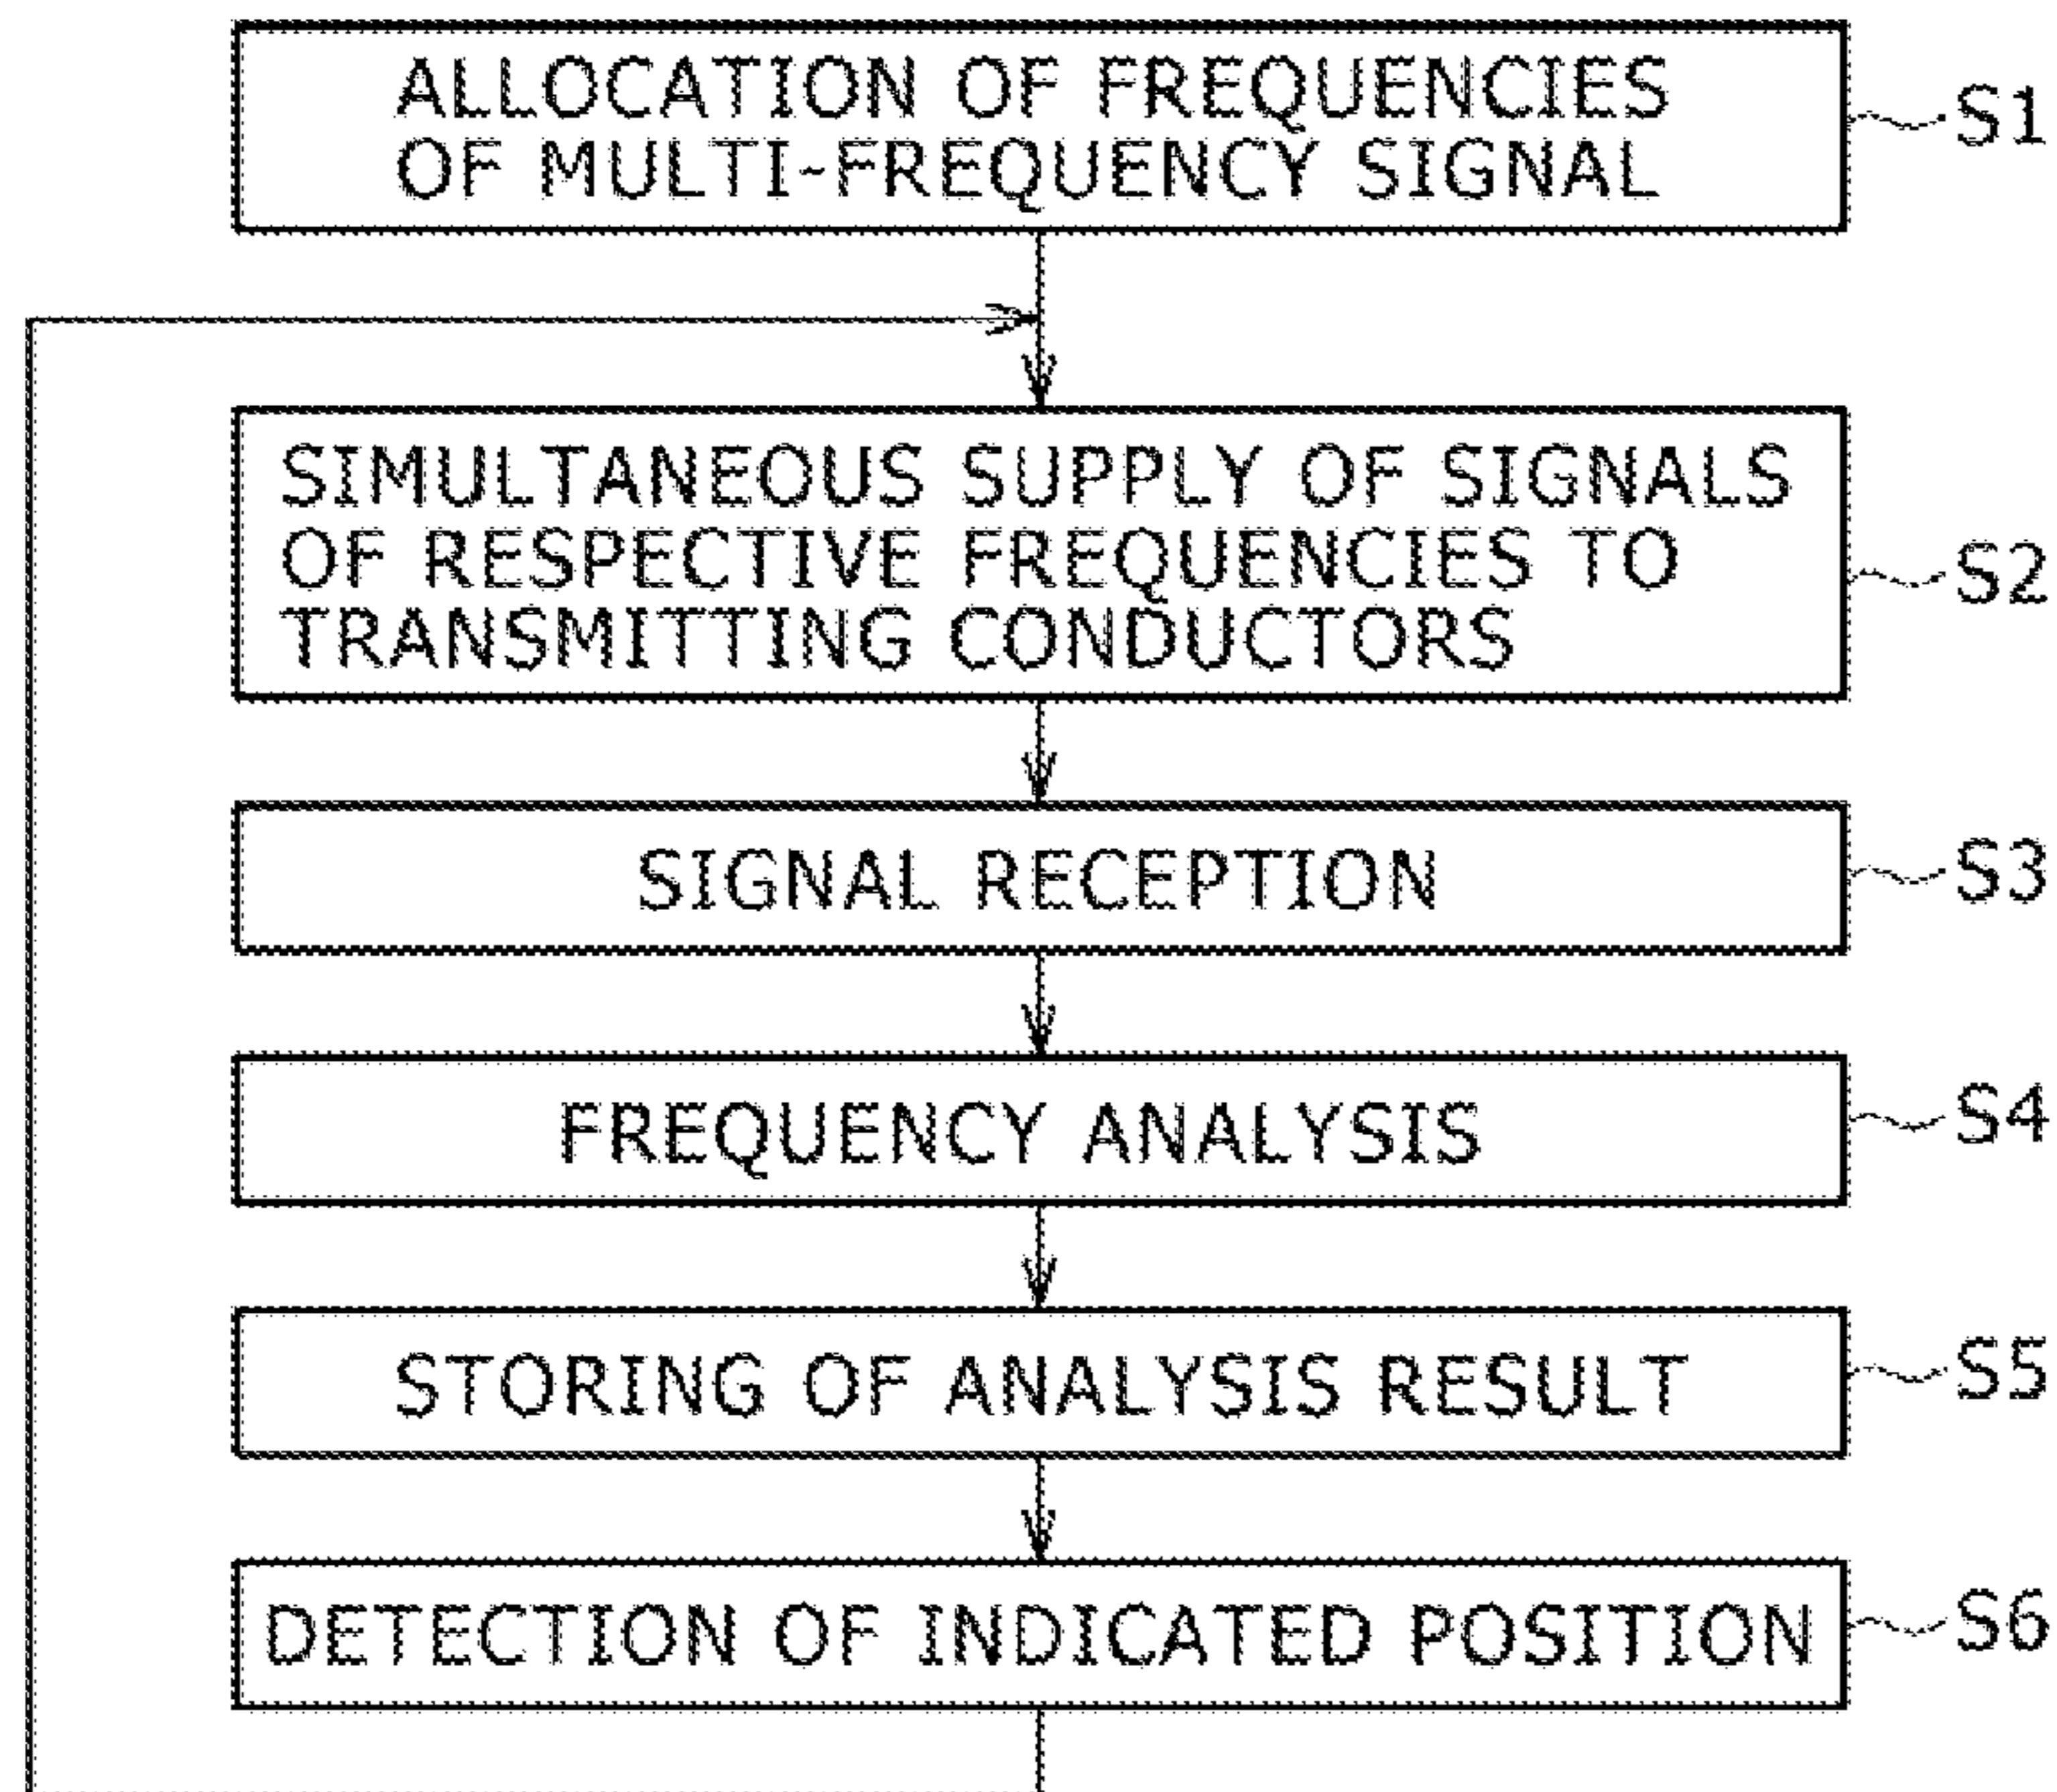 ALLOCATION OF FREQUENCIES
OF MULTI-FREQUENCY SIGNAL
S1
SIMULTANEOUS SUPPLY OF SIGNALS
OF RESPECTIVE FREQUENCIES TO
TRANSMITTING CONDUCTORS
S2
SIGNAL RECEPTION
S3
FREQUENCY ANALYSIS
S4
STORING OF ANALYSIS RESULT
S5
DETECTION OF INDICATED POSITION
S6